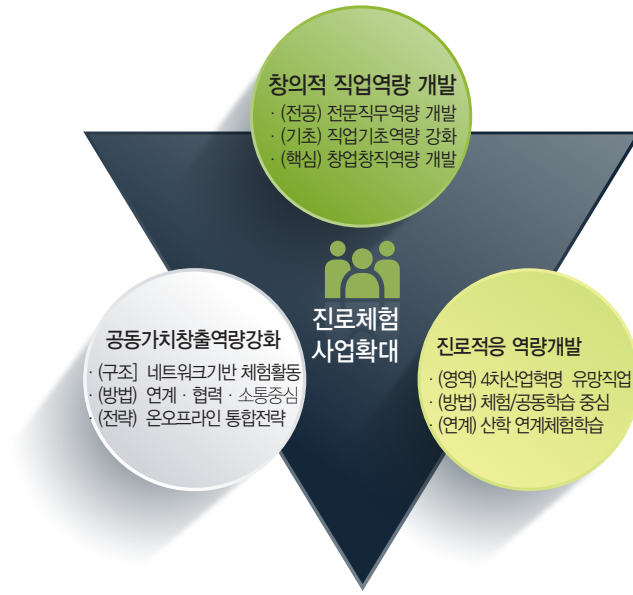 창의적 직업역량 개발
· (전공) 전문직무역량 개발
· (기초) 직업기초역량 강화
· (핵심) 창업창직역량 개발
진로체험
사업확대
공동가치창출역량강화
· (구조] 네트워크기반 체험활동
· (방법) 연계 · 협력 · 소통중심
· (전략) 온오프라인 통합전략
진로적응 역량개발
· (영역) 4차산업혁명 유망직업
· (방법) 체험/공동학습 중심
· (연계) 산학 연계체험학습